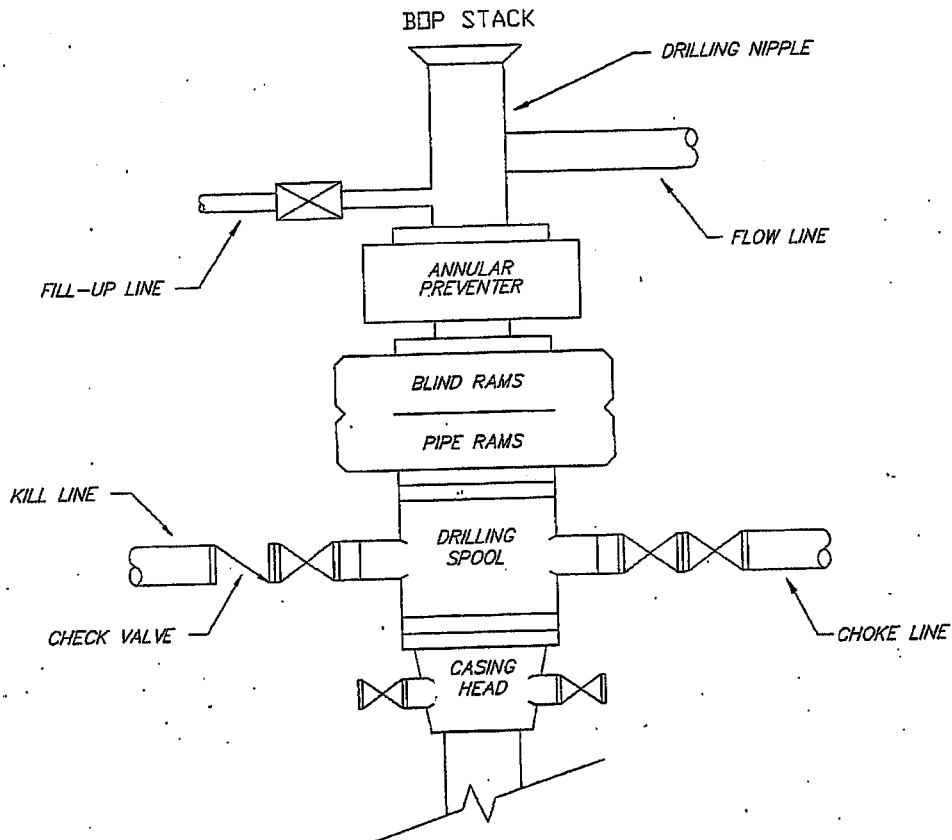 BOP STACK
DRILLING NIPPLE
FLOW LINE
FILL-UP LINE
ANNULAR
PREVENTER
BLIND RAMS
PIPE RAMS
KILL LINE
DRILLING
SPOOL
CHECK VALVE
CHOKE LINE
CASING
HEAD